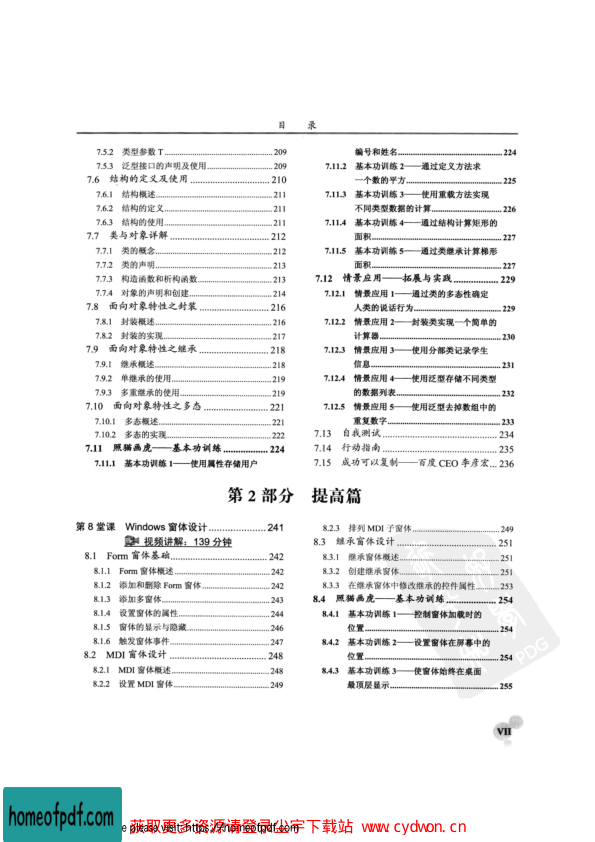 目 录
7.5.2 类型参数 T 209
7.5.3 泛型接口的声明及使用 209
7.6 结构的定义及使用 210
7.6.1 结构概述 211
7.6.2 结构的定义 211
7.6.3 结构的使用 211
7.7 类与对象详解 212
7.7.1 类的概念 212
7.7.2 类的声明 213
7.7.3 构造函数和析构函数 213
7.7.4 对象的声明和创建 214
7.8 面向对象特性之封装 216
7.8.1 封装概述 216
7.8.2 封装的实现 217
7.9 面向对象特性之继承 218
7.9.1 继承概述 218
7.9.2 单继承的使用 219
7.9.3 多重继承的使用 219
7.10 面向对象特性之多态 221
7.10.1 多态概述 221
7.10.2 多态的实现 222
7.11 照猫画虎——基本功训练 224
7.11.1 基本功训练 1——使用属性存储用户
编号和姓名 224
7.11.2 基本功训练 2——通过定义方法求
一个数的平方 225
7.11.3 基本功训练 3——使用重载方法实现
不同类型数据的计算 226
7.11.4 基本功训练 4——通过结构计算矩形的
面积 227
7.11.5 基本功训练 5——通过类继承计算梯形
面积 227
7.12 情景应用——拓展与实践 229
7.12.1 情景应用 1——通过类的多态性确定
人类的说话行为 229
7.12.2 情景应用 2——封装类实现一个简单的
计算器 230
7.12.3 情景应用 3——使用分部类记录学生
信息 231
7.12.4 情景应用 4——使用泛型存储不同类型
的数据列表 232
7.12.5 情景应用 5——使用泛型去掉数组中的
重复数字 233
7.13 自我测试 234
7.14 行动指南 235
7.15 成功可以复制——百度 CEO 李彦宏 236
第 2 部分 提高篇
第 8 堂课 Windows 窗体设计 241
视频讲解：139 分钟
8.1 Form 窗体基础 242
8.1.1 Form 窗体概述 242
8.1.2 添加和删除 Form 窗体 242
8.1.3 添加多窗体 243
8.1.4 设置窗体的属性 244
8.1.5 窗体的显示与隐藏 246
8.1.6 触发窗体事件 247
8.2 MDI 窗体设计 248
8.2.1 MDI 窗体概述 248
8.2.2 设置 MDI 窗体 249
8.2.3 排列 MDI 子窗体 249
8.3 继承窗体设计 251
8.3.1 继承窗体概述 251
8.3.2 创建继承窗体 251
8.3.3 在继承窗体中修改继承的控件属性 253
8.4 照猫画虎——基本功训练 254
8.4.1 基本功训练 1——控制窗体加载时的
位置 254
8.4.2 基本功训练 2——设置窗体在屏幕中的
位置 254
8.4.3 基本功训练 3——使窗体始终在桌面
最顶层显示 255
PDG
VII
homeofpdf.com
please visit: https://homeofpdf.com
获取更多资源请登录尘宇下载站 www.cydwon.cn